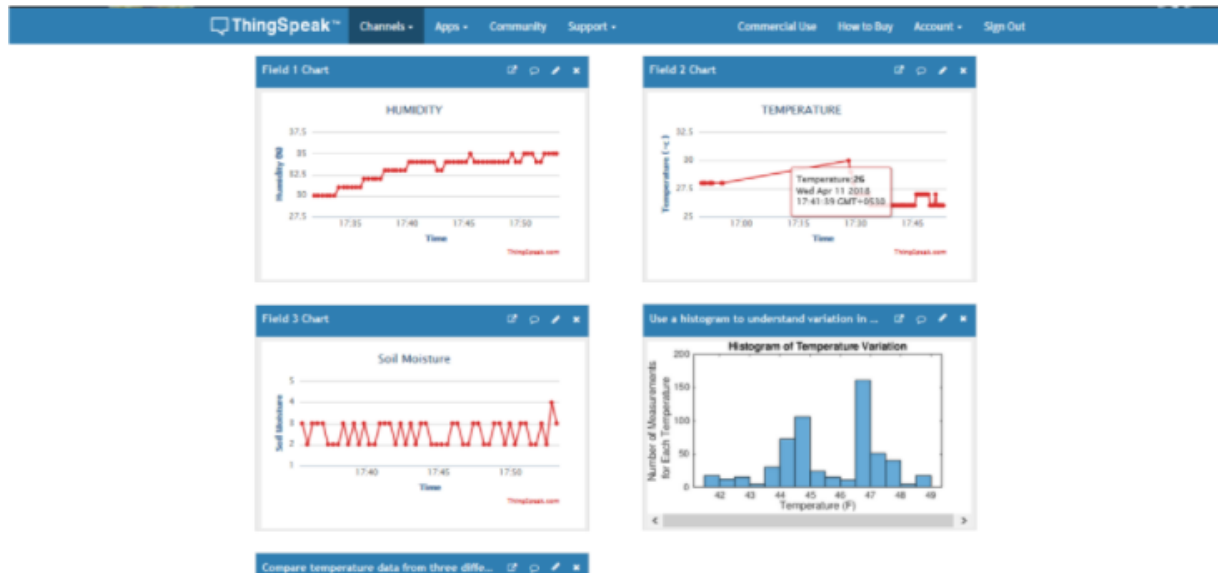 ThingSpeak™ Channels Apps Community Support Commercial Use How to Buy Account Sign Out
Field 1 Chart
HUMIDITY
37.5
35
32.5
30
27.5
Humidity (%)
17:35 17:40 17:45 17:50
Time
ThingSpeak.com
Field 2 Chart
TEMPERATURE
32.5
30
27.5
25
Temperature
17:00 17:15 17:30 17:45
Temperature:26
Wed Apr 11 2018
17:41:39 GMT+0530
Time
ThingSpeak.com
Field 3 Chart
Soil Moisture
5
4
3
2
1
Soil Moisture
17:40 17:45 17:50
Time
ThingSpeak.com
Use a histogram to understand variation in ...
Histogram of Temperature Variation
200
150
100
50
0
Number of Measurements
for Each Temperature
42 43 44 45 46 47 48 49
Temperature (F)
Compare temperature data from three diffe...